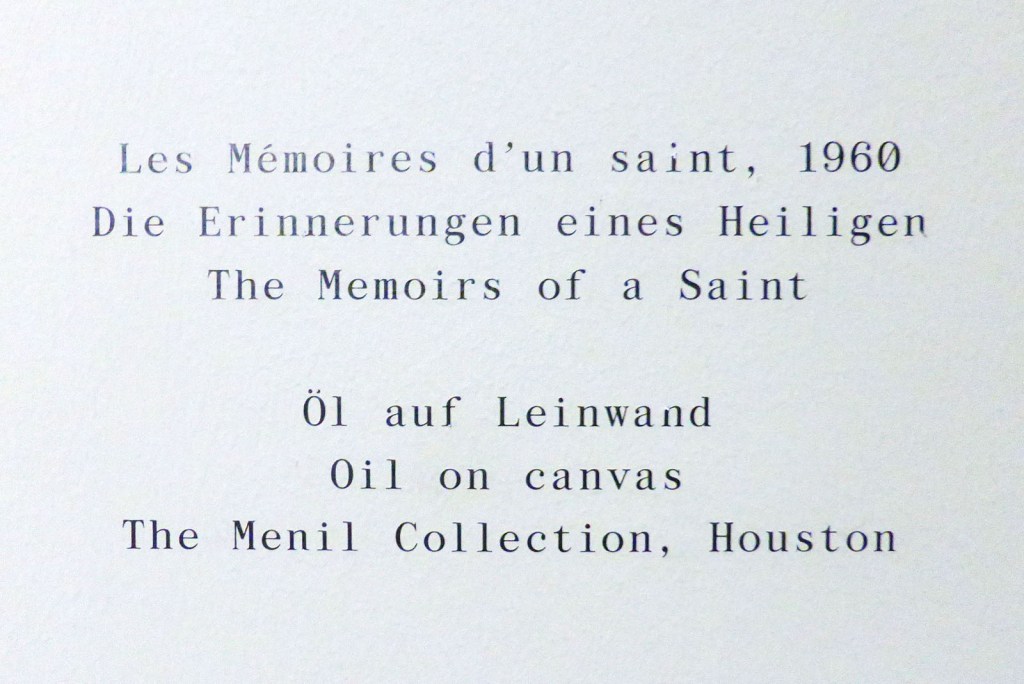 Les Mémoires d'un saint, 1960
Die Erinnerungen eines Heiligen
The Memoirs of a Saint
Öl auf Leinwand
Oil on canvas
The Menil Collection, Houston